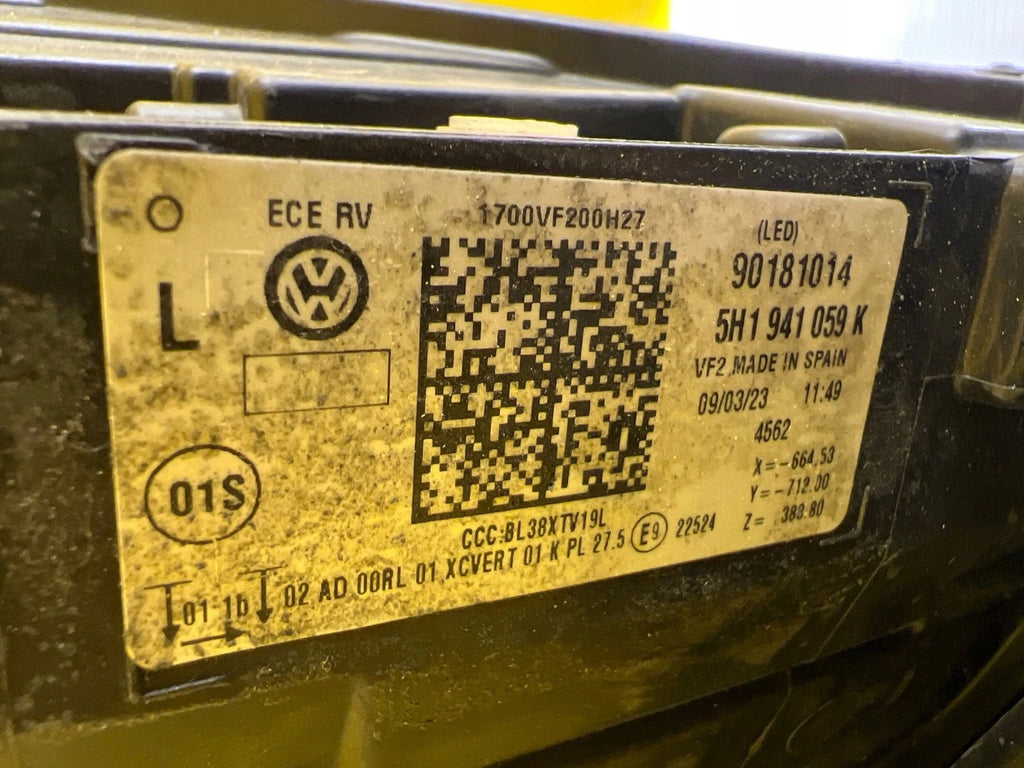 ECE RV
L
01S
1700VF200H27
CCC:BL38XTV19L
(LED)
90181014
5H1 941 059 K
VF2 MADE IN SPAIN
09/03/23 11:49
4562
X=-664,53
Y=-712.00
Z= 383.80
01 1b 02 AD 00RL 01 XCVERT 01 K PL 27.5 E9 22524